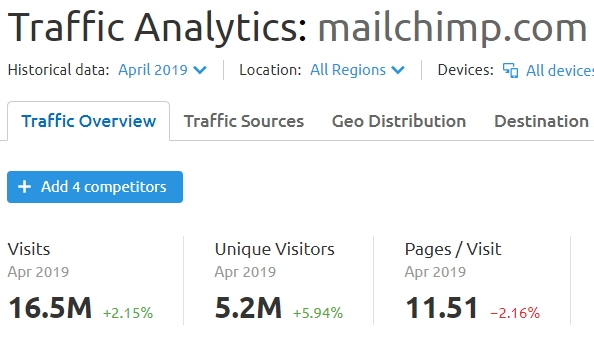 Traffic Analytics: mailchimp.com
Historical data: April 2019 Location: All Regions Devices: All devices
Traffic Overview Traffic Sources Geo Distribution Destination
+ Add 4 competitors
Visits Unique Visitors Pages / Visit
Apr 2019 Apr 2019 Apr 2019
16.5M +2.15% 5.2M +5.94% 11.51 −2.16%